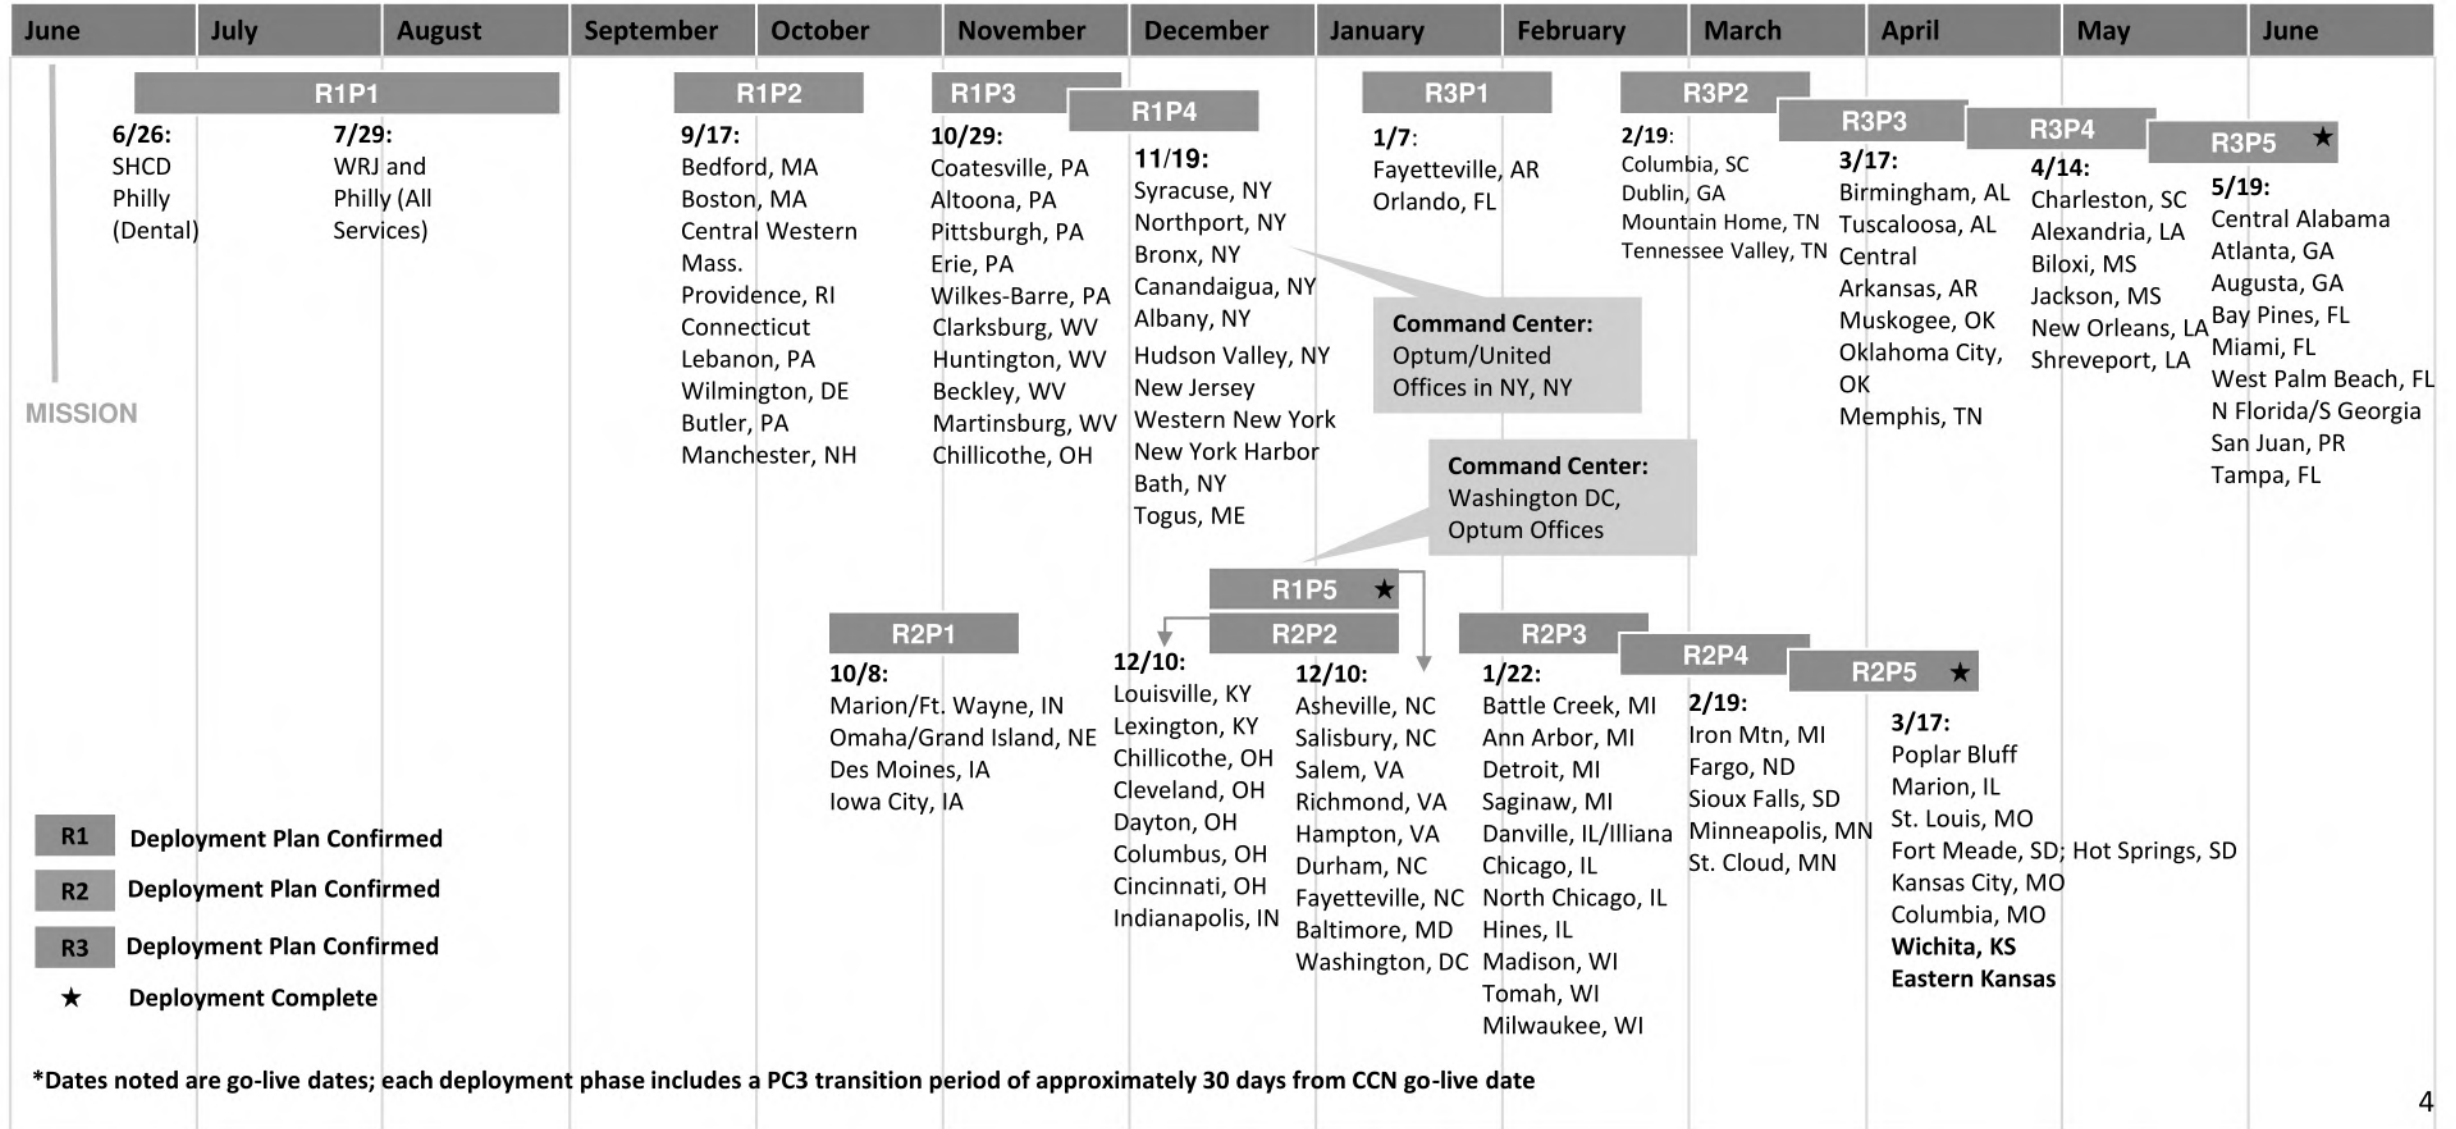 June July August September October November December January February March April May June
R1P1
6/26:
SHCD
Philly
(Dental)
7/29:
WRJ and
Philly (All
Services)
R1P2
9/17:
Bedford, MA
Boston, MA
Central Western
Mass.
Providence, RI
Connecticut
Lebanon, PA
Wilmington, DE
Butler, PA
Manchester, NH
R1P3
10/29:
Coatesville, PA
Altoona, PA
Pittsburgh, PA
Erie, PA
Wilkes-Barre, PA
Clarksburg, WV
Huntington, WV
Beckley, WV
Martinsburg, WV
Chillicothe, OH
R1P4
11/19:
Syracuse, NY
Northport, NY
Bronx, NY
Canandaigua, NY
Albany, NY
Hudson Valley, NY
New Jersey
Western New York
New York Harbor
Bath, NY
Togus, ME
Command Center:
Optum/United
Offices in NY, NY
R3P1
1/7:
Fayetteville, AR
Orlando, FL
R3P2
2/19:
Columbia, SC
Dublin, GA
Mountain Home, TN
Tennessee Valley, TN
R3P3
3/17:
Birmingham, AL
Tuscaloosa, AL
Central
Arkansas, AR
Muskogee, OK
Oklahoma City,
OK
Memphis, TN
R3P4
4/14:
Charleston, SC
Alexandria, LA
Biloxi, MS
Jackson, MS
New Orleans, LA
Shreveport, LA
R3P5 ★
5/19:
Central Alabama
Atlanta, GA
Augusta, GA
Bay Pines, FL
Miami, FL
West Palm Beach, FL
N Florida/S Georgia
San Juan, PR
Tampa, FL
MISSION
Command Center:
Washington DC,
Optum Offices
R2P1
10/8:
Marion/Ft. Wayne, IN
Omaha/Grand Island, NE
Des Moines, IA
Iowa City, IA
R1P5 ★
R2P2
12/10:
Louisville, KY
Lexington, KY
Chillicothe, OH
Cleveland, OH
Dayton, OH
Columbus, OH
Cincinnati, OH
Indianapolis, IN
12/10:
Asheville, NC
Salisbury, NC
Salem, VA
Richmond, VA
Hampton, VA
Durham, NC
Fayetteville, NC
Baltimore, MD
Washington, DC
R2P3
1/22:
Battle Creek, MI
Ann Arbor, MI
Detroit, MI
Saginaw, MI
Danville, IL/Illiana
Chicago, IL
North Chicago, IL
Hines, IL
Madison, WI
Tomah, WI
Milwaukee, WI
R2P4
2/19:
Iron Mtn, MI
Fargo, ND
Sioux Falls, SD
Minneapolis, MN
St. Cloud, MN
R2P5 ★
3/17:
Poplar Bluff
Marion, IL
St. Louis, MO
Fort Meade, SD; Hot Springs, SD
Kansas City, MO
Columbia, MO
Wichita, KS
Eastern Kansas
R1 Deployment Plan Confirmed
R2 Deployment Plan Confirmed
R3 Deployment Plan Confirmed
★ Deployment Complete
*Dates noted are go-live dates; each deployment phase includes a PC3 transition period of approximately 30 days from CCN go-live date
4